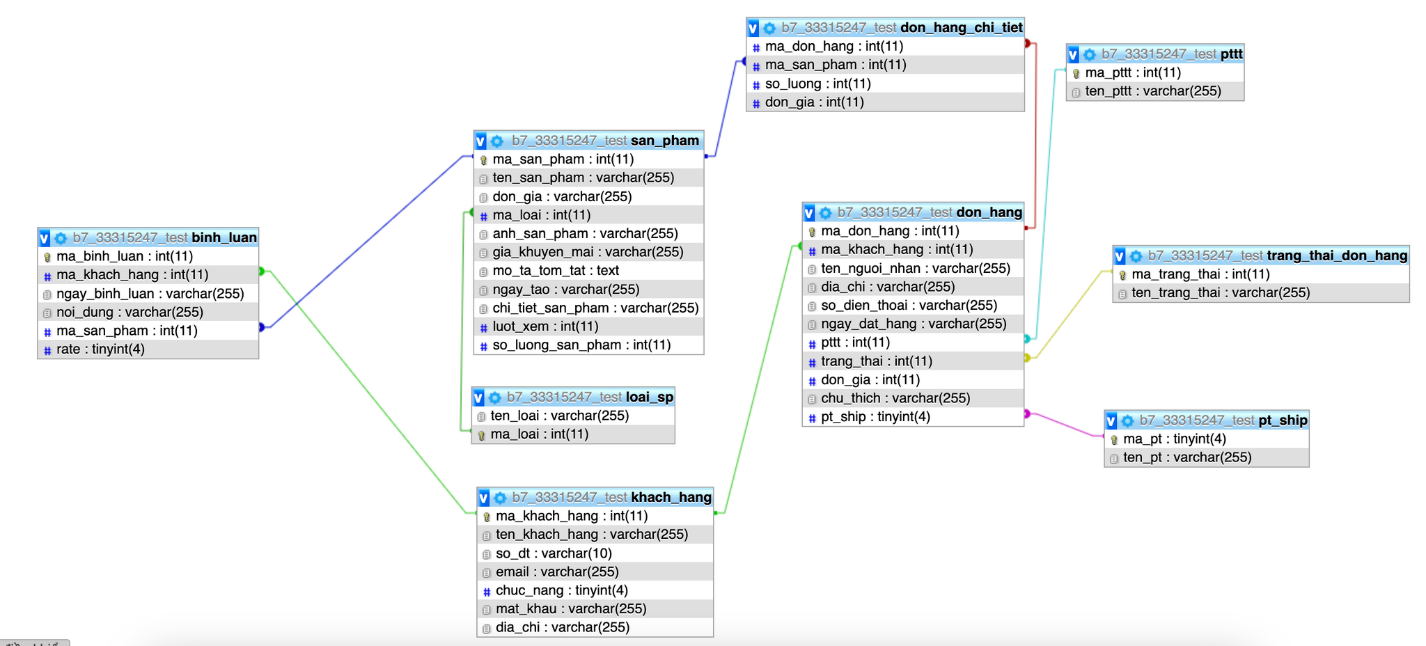 b7_33315247_test don_hang_chi_tiet
ma_don_hang : int(11)
ma_san_pham : int(11)
so_luong : int(11)
don_gia : int(11)
b7_33315247_test pttt
ma_pttt : int(11)
ten_pttt : varchar(255)
b7_33315247_test san_pham
ma_san_pham : int(11)
ten_san_pham : varchar(255)
don_gia : varchar(255)
ma_loai : int(11)
anh_san_pham : varchar(255)
gia_khuyen_mai : varchar(255)
mo_ta_tom_tat : text
ngay_tao : varchar(255)
chi_tiet_san_pham : varchar(255)
luot_xem : int(11)
so_luong_san_pham : int(11)
b7_33315247_test don_hang
ma_don_hang : int(11)
ma_khach_hang : int(11)
ten_nguoi_nhan : varchar(255)
dia_chi : varchar(255)
so_dien_thoai : varchar(255)
ngay_dat_hang : varchar(255)
pttt : int(11)
trang_thai : int(11)
don_gia : int(11)
chu_thich : varchar(255)
pt_ship : tinyint(4)
b7_33315247_test binh_luan
ma_binh_luan : int(11)
ma_khach_hang : int(11)
ngay_binh_luan : varchar(255)
noi_dung : varchar(255)
ma_san_pham : int(11)
rate : tinyint(4)
b7_33315247_test trang_thai_don_hang
ma_trang_thai : int(11)
ten_trang_thai : varchar(255)
b7_33315247_test loai_sp
ten_loai : varchar(255)
ma_loai : int(11)
b7_33315247_test pt_ship
ma_pt : tinyint(4)
ten_pt : varchar(255)
b7_33315247_test khach_hang
ma_khach_hang : int(11)
ten_khach_hang : varchar(255)
so_dt : varchar(10)
email : varchar(255)
chuc_nang : tinyint(4)
mat_khau : varchar(255)
dia_chi : varchar(255)